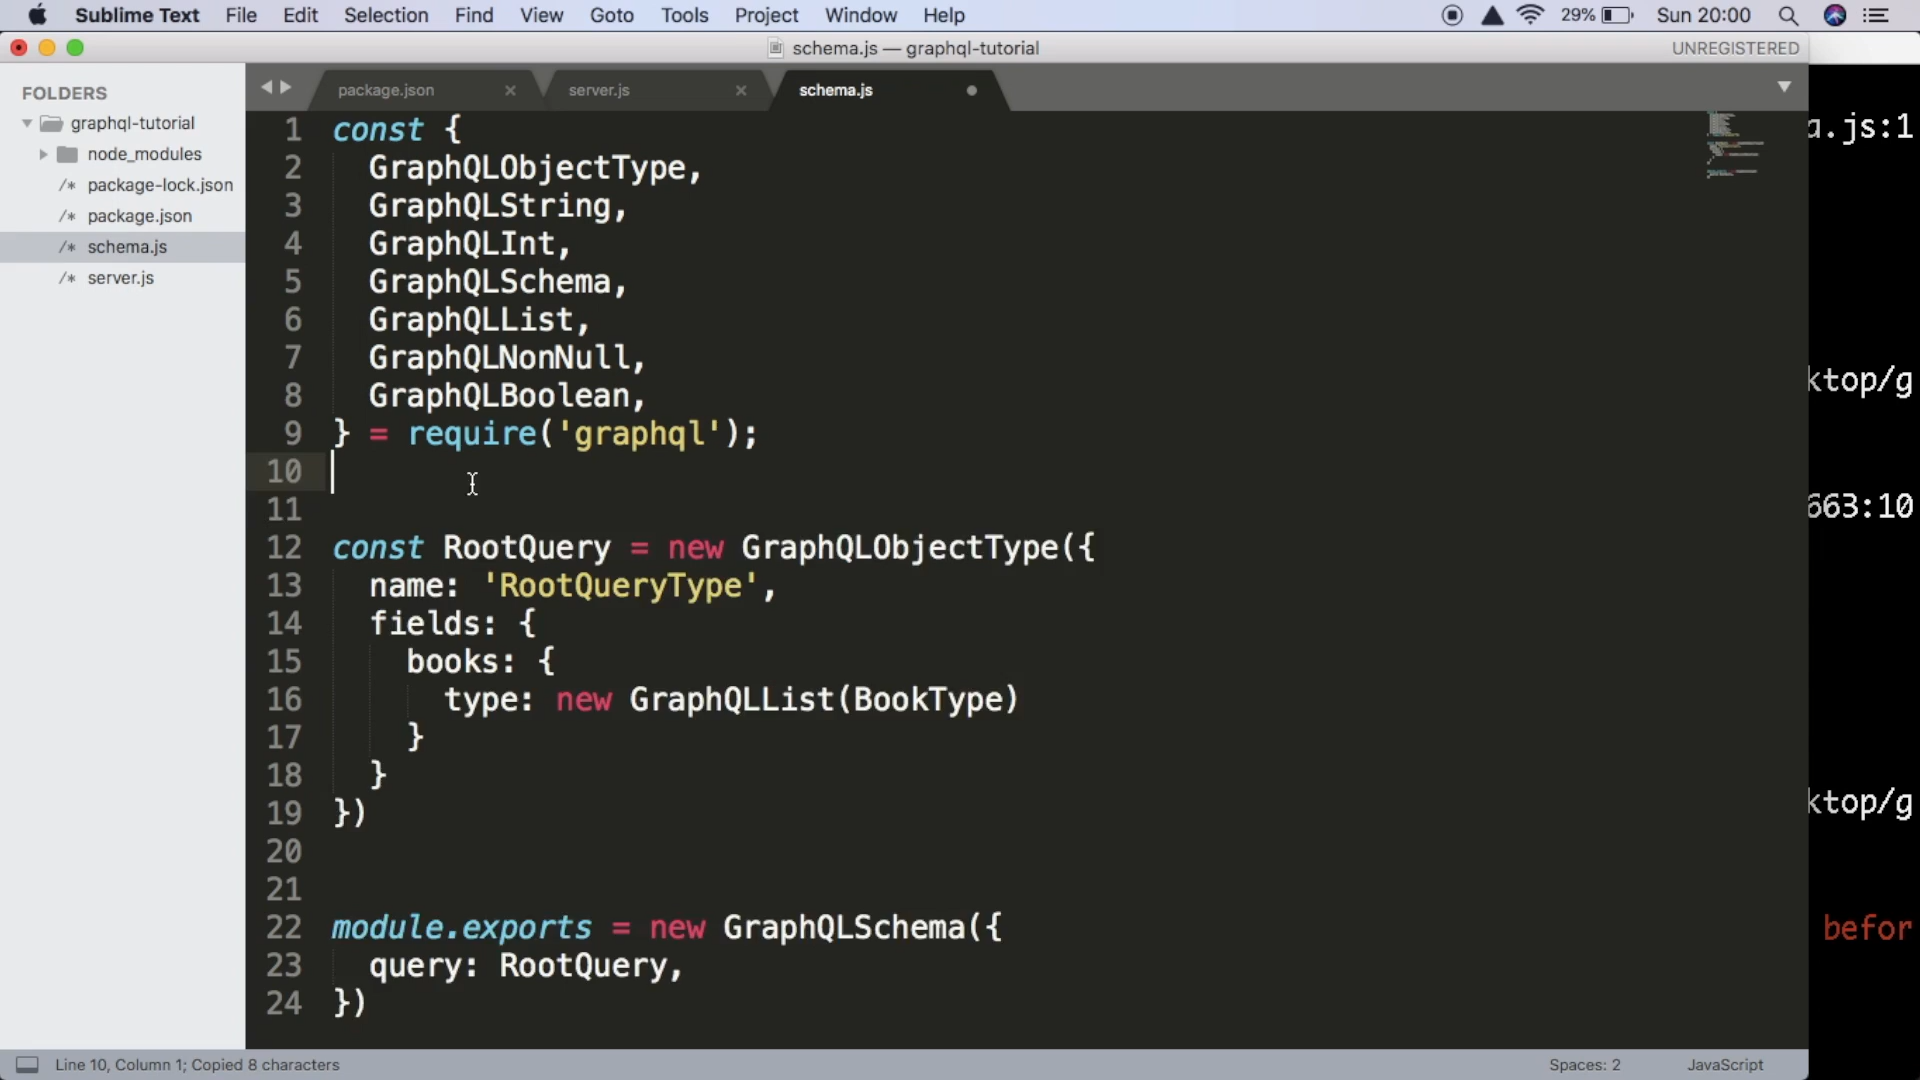 Sublime Text File Edit Selection Find View Goto Tools Project Window Help 29% Sun 20:00
schema.js — graphql-tutorial UNREGISTERED
FOLDERS
graphql-tutorial
node_modules
/* package-lock.json
/* package.json
/* schema.js
/* server.js
package.json server.js schema.js
1 const {
2 GraphQLObjectType,
3 GraphQLString,
4 GraphQLInt,
5 GraphQLSchema,
6 GraphQLList,
7 GraphQLNonNull,
8 GraphQLBoolean,
9 } = require('graphql');
10
11
12 const RootQuery = new GraphQLObjectType({
13 name: 'RootQueryType',
14 fields: {
15 books: {
16 type: new GraphQLList(BookType)
17 }
18 }
19 })
20
21
22 module.exports = new GraphQLSchema({
23 query: RootQuery,
24 })
a.js:1
ktop/g
663:10
ktop/g
befor
Line 10, Column 1; Copied 8 characters Spaces: 2 JavaScript